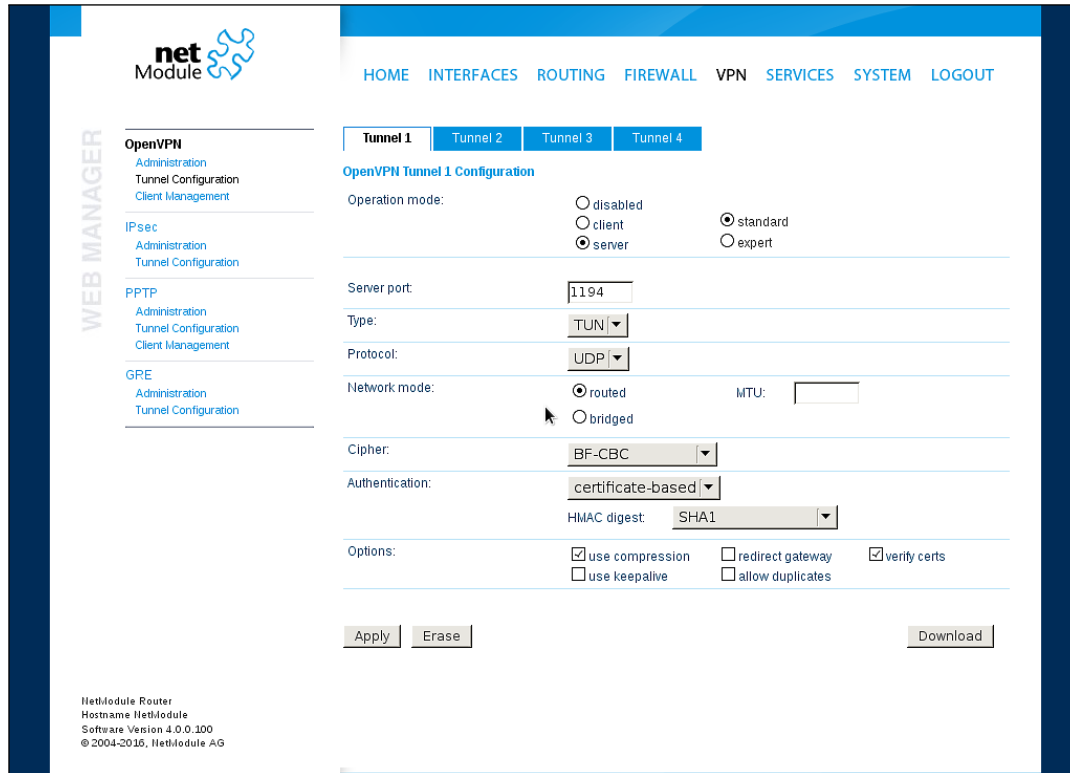 net
Module
HOME INTERFACES ROUTING FIREWALL VPN SERVICES SYSTEM LOGOUT
WEB MANAGER
OpenVPN
Administration
Tunnel Configuration
Client Management
IPsec
Administration
Tunnel Configuration
PPTP
Administration
Tunnel Configuration
Client Management
GRE
Administration
Tunnel Configuration
Tunnel 1 Tunnel 2 Tunnel 3 Tunnel 4
OpenVPN Tunnel 1 Configuration
Operation mode:
disabled
client
server
standard
expert
Server port: 1194
Type: TUN
Protocol: UDP
Network mode: routed MTU:
bridged
Cipher: BF-CBC
Authentication: certificate-based
HMAC digest: SHA1
Options: use compression redirect gateway verify certs
use keepalive allow duplicates
Apply Erase Download
NetModule Router
Hostname NetModule
Software Version 4.0.0.100
© 2004-2016, NetModule AG